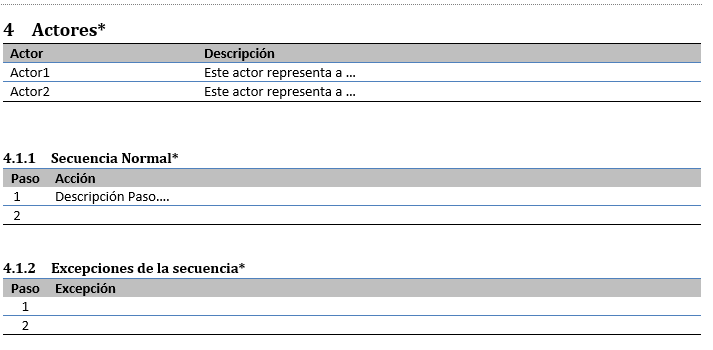 4 Actores*
Actor Descripción
Actor1 Este actor representa a ...
Actor2 Este actor representa a ...
4.1.1 Secuencia Normal*
Paso Acción
1 Descripción Paso....
2
4.1.2 Excepciones de la secuencia*
Paso Excepción
1
2